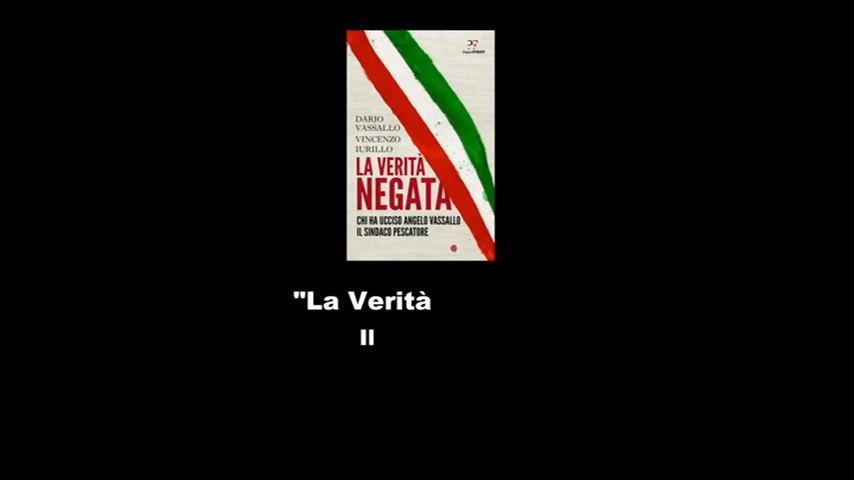 DARIO
VASSALLO
VINCENZO
IURILLO
LA VERITÀ
NEGATA
CHI HA UCCISO ANGELO VASSALLO
IL SINDACO PESCATORE
"La Verità
Il